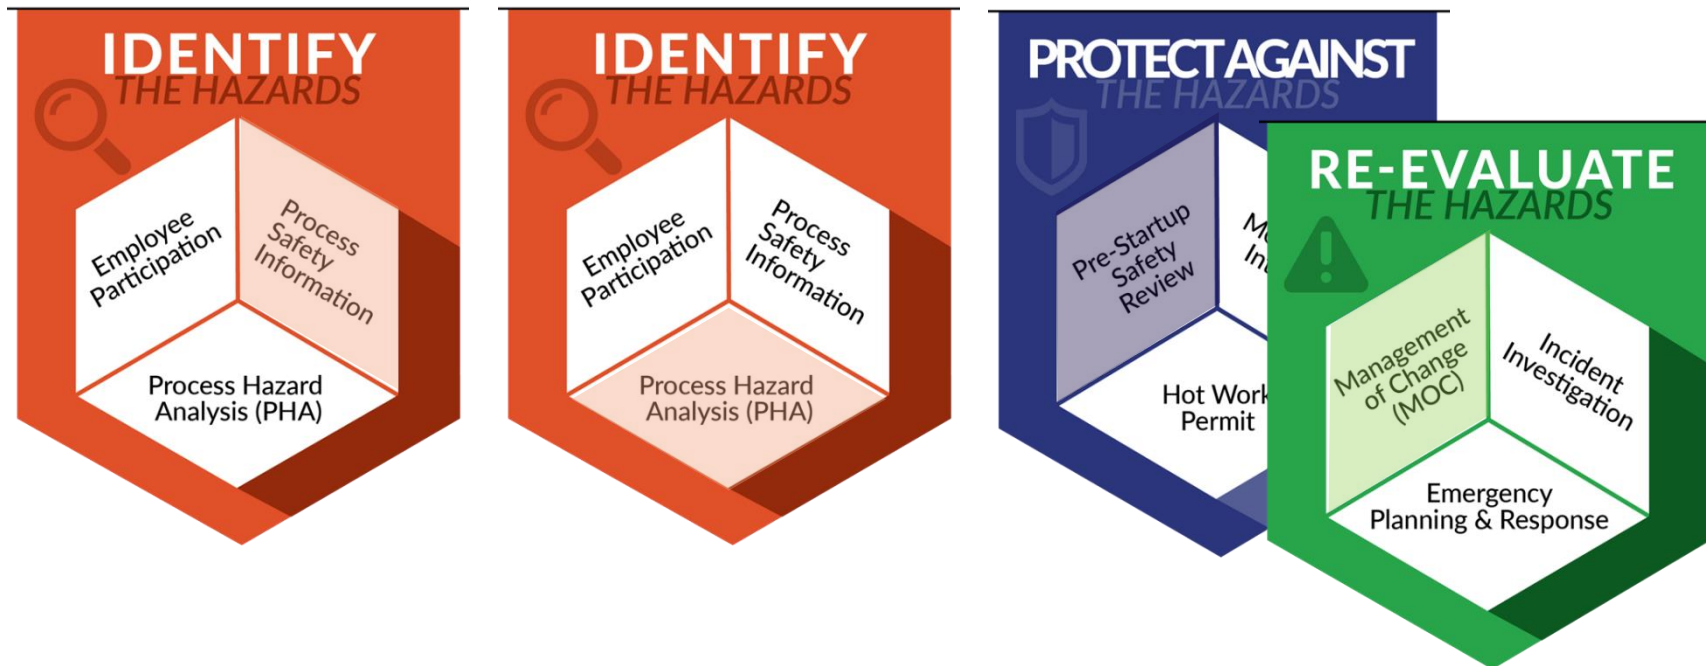 IDENTIFY
THE HAZARDS
Employee
Participation
Process
Safety
Information
Process Hazard
Analysis (PHA)
IDENTIFY
THE HAZARDS
Employee
Participation
Process
Safety
Information
Process Hazard
Analysis (PHA)
PROTECT AGAINST
THE HAZARDS
Pre-Startup
Safety
Review
Hot Work
Permit
RE-EVALUATE
THE HAZARDS
Management
of Change
(MOC)
Incident
Investigation
Emergency
Planning & Response